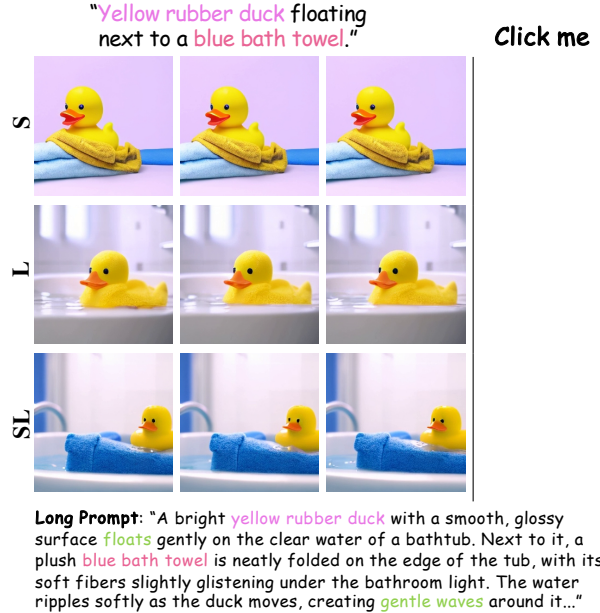 “Yellow rubber duck floating
next to a blue bath towel.”
Click me
S
L
SL
Long Prompt: “A bright yellow rubber duck with a smooth, glossy
surface floats gently on the clear water of a bathtub. Next to it, a
plush blue bath towel is neatly folded on the edge of the tub, with its
soft fibers slightly glistening under the bathroom light. The water
ripples softly as the duck moves, creating gentle waves around it...”